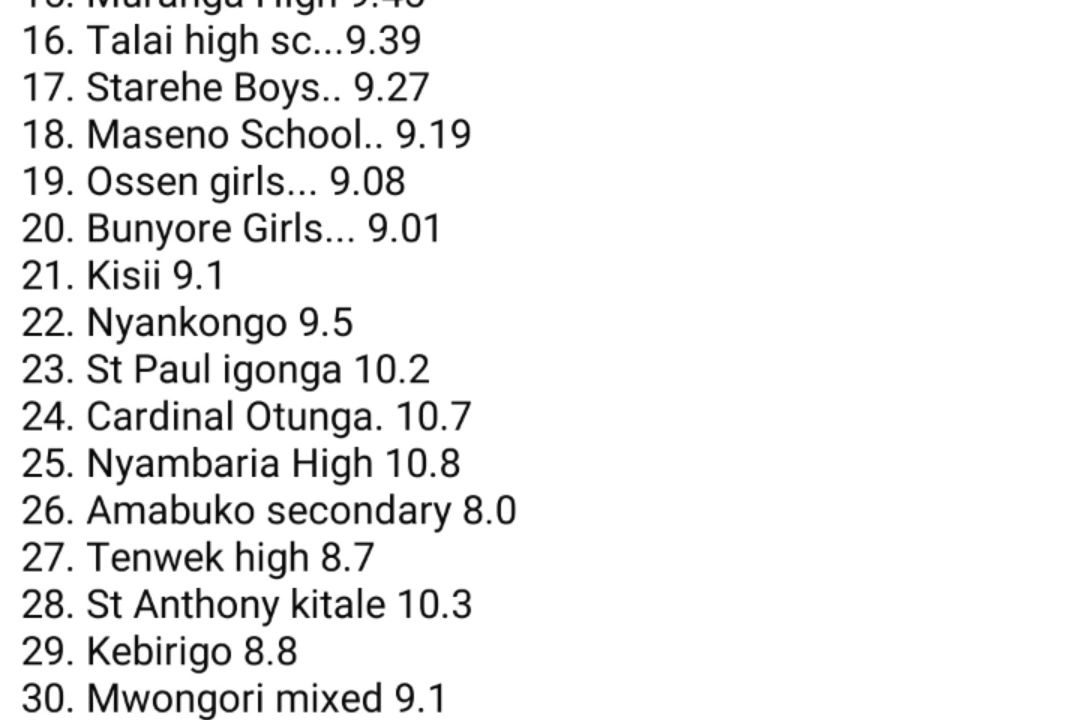 15. Muranga High
16. Talai high sc...9.39
17. Starehe Boys.. 9.27
18. Maseno School.. 9.19
19. Ossen girls... 9.08
20. Bunyore Girls... 9.01
21. Kisii 9.1
22. Nyankongo 9.5
23. St Paul igonga 10.2
24. Cardinal Otunga. 10.7
25. Nyambaria High 10.8
26. Amabuko secondary 8.0
27. Tenwek high 8.7
28. St Anthony kitale 10.3
29. Kebirigo 8.8
30. Mwongori mixed 9.1